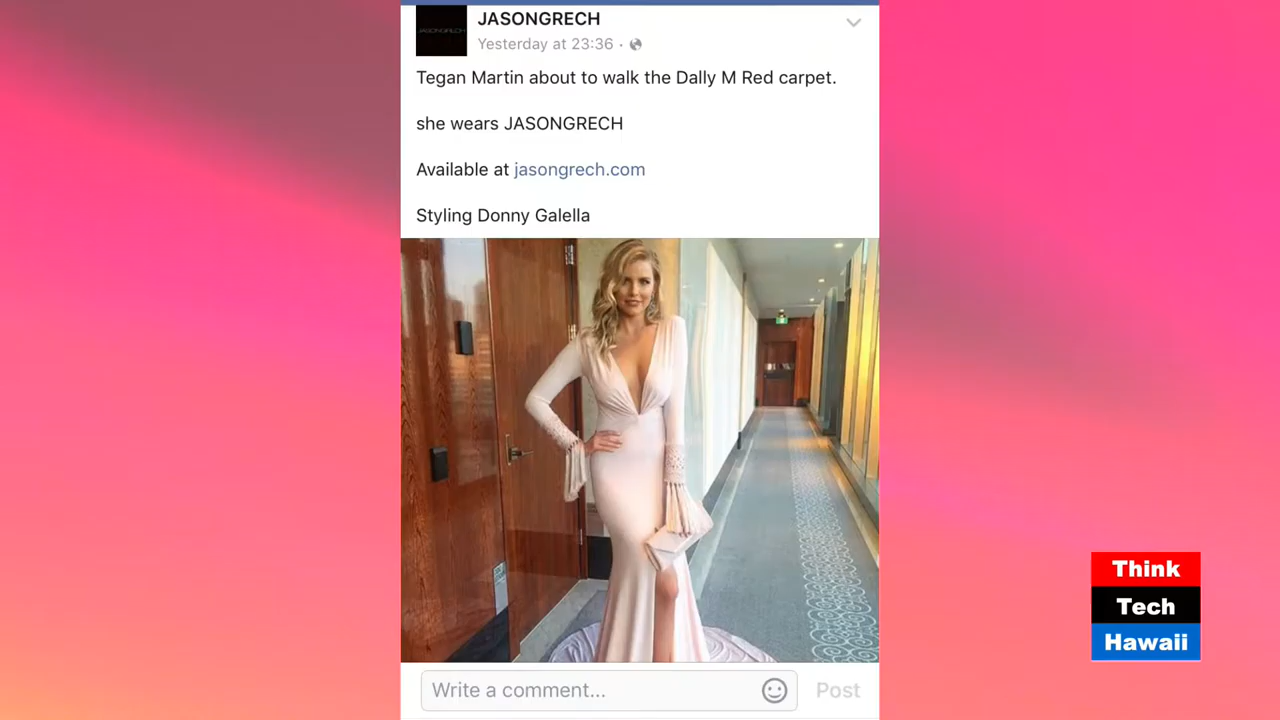 JASONGRECH
JASONGRECH
Yesterday at 23:36 ·
Tegan Martin about to walk the Dally M Red carpet.
she wears JASONGRECH
Available at jasongrech.com
Styling Donny Galella
Think
Tech
Hawaii
Write a comment...
Post